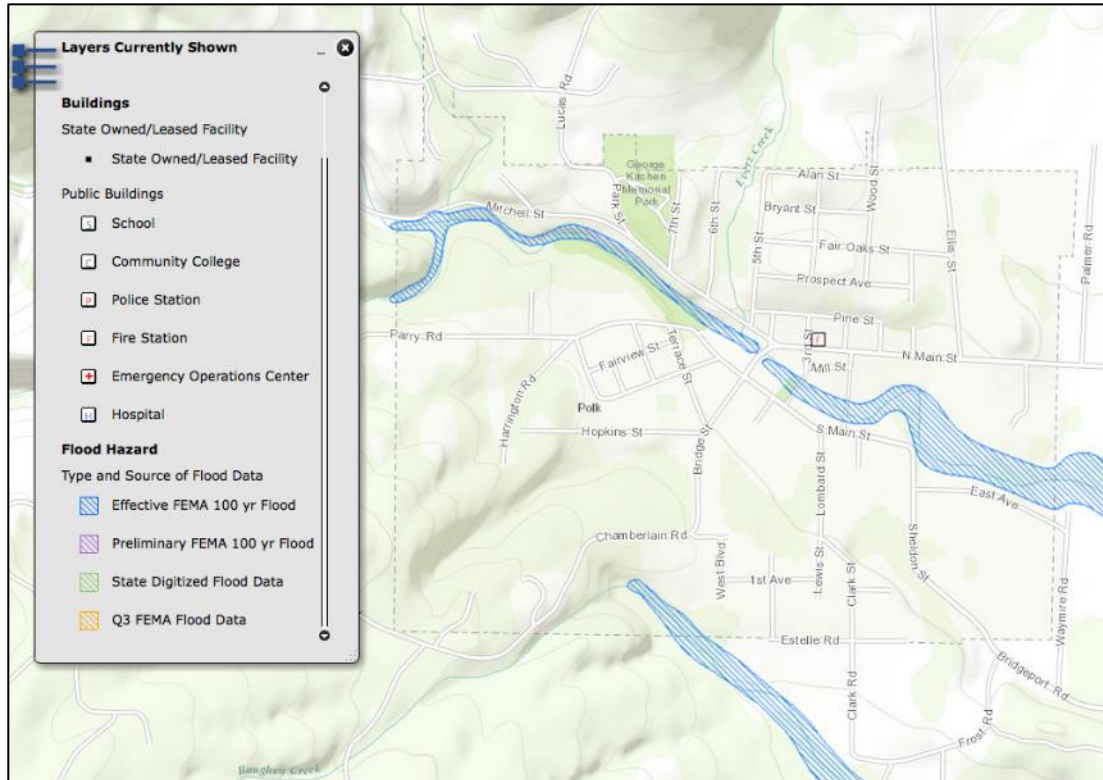 Layers Currently Shown
Buildings
State Owned/Leased Facility
State Owned/Leased Facility
Public Buildings
S School
C Community College
P Police Station
F Fire Station
Emergency Operations Center
H Hospital
Flood Hazard
Type and Source of Flood Data
Effective FEMA 100 yr Flood
Preliminary FEMA 100 yr Flood
State Digitized Flood Data
Q3 FEMA Flood Data
Lucas Rd
George
Kitchen
Memorial
Park
Park St
7th St
6th St
Ellis St
Wood St
Alan St
Bryant St
5th St
Fair Oaks St
Prospect Ave
Palmer Rd
Mitchell St
Pine St
F
3rd St
N Main St
Mill St
Parry Rd
Fairview St
Terrace St
Harrington Rd
Polk
Hopkins St
Bridge St
S Main St
Lombard St
East Ave
Chamberlain Rd
West Blvd
1st Ave
Lewis St
Clark St
Sheldon St
Waymire Rd
Estelle Rd
Bridgeport Rd
Clark Rd
Frost Rd
Creek
Creek